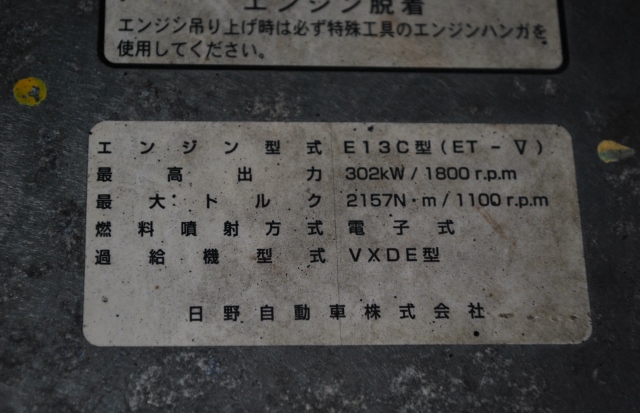 エンジン脱着
エンジン吊り上げ時は必ず特殊工具のエンジンハンガを
使用してください。
エンジン型式 E13C型(ET-Ⅴ)
最高出力 302kW/1800r.p.m
最大トルク 2157N·m/1100r.p.m
燃料噴射方式 電子式
過給機型式 VXDE型
日野自動車株式会社